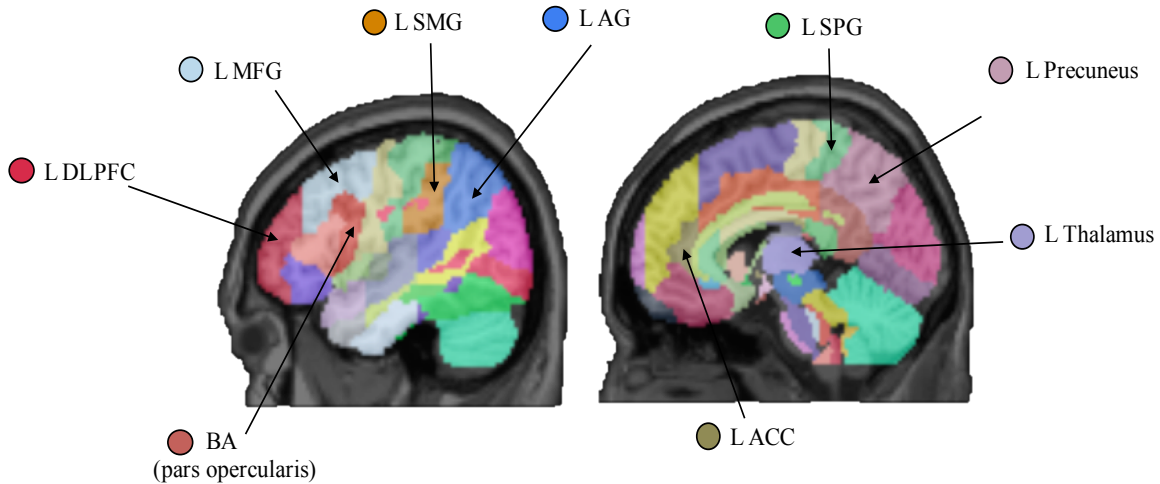 L SMG
L AG
L SPG
L MFG
L Precuneus
L DLPFC
L Thalamus
BA
(pars opercularis)
L ACC